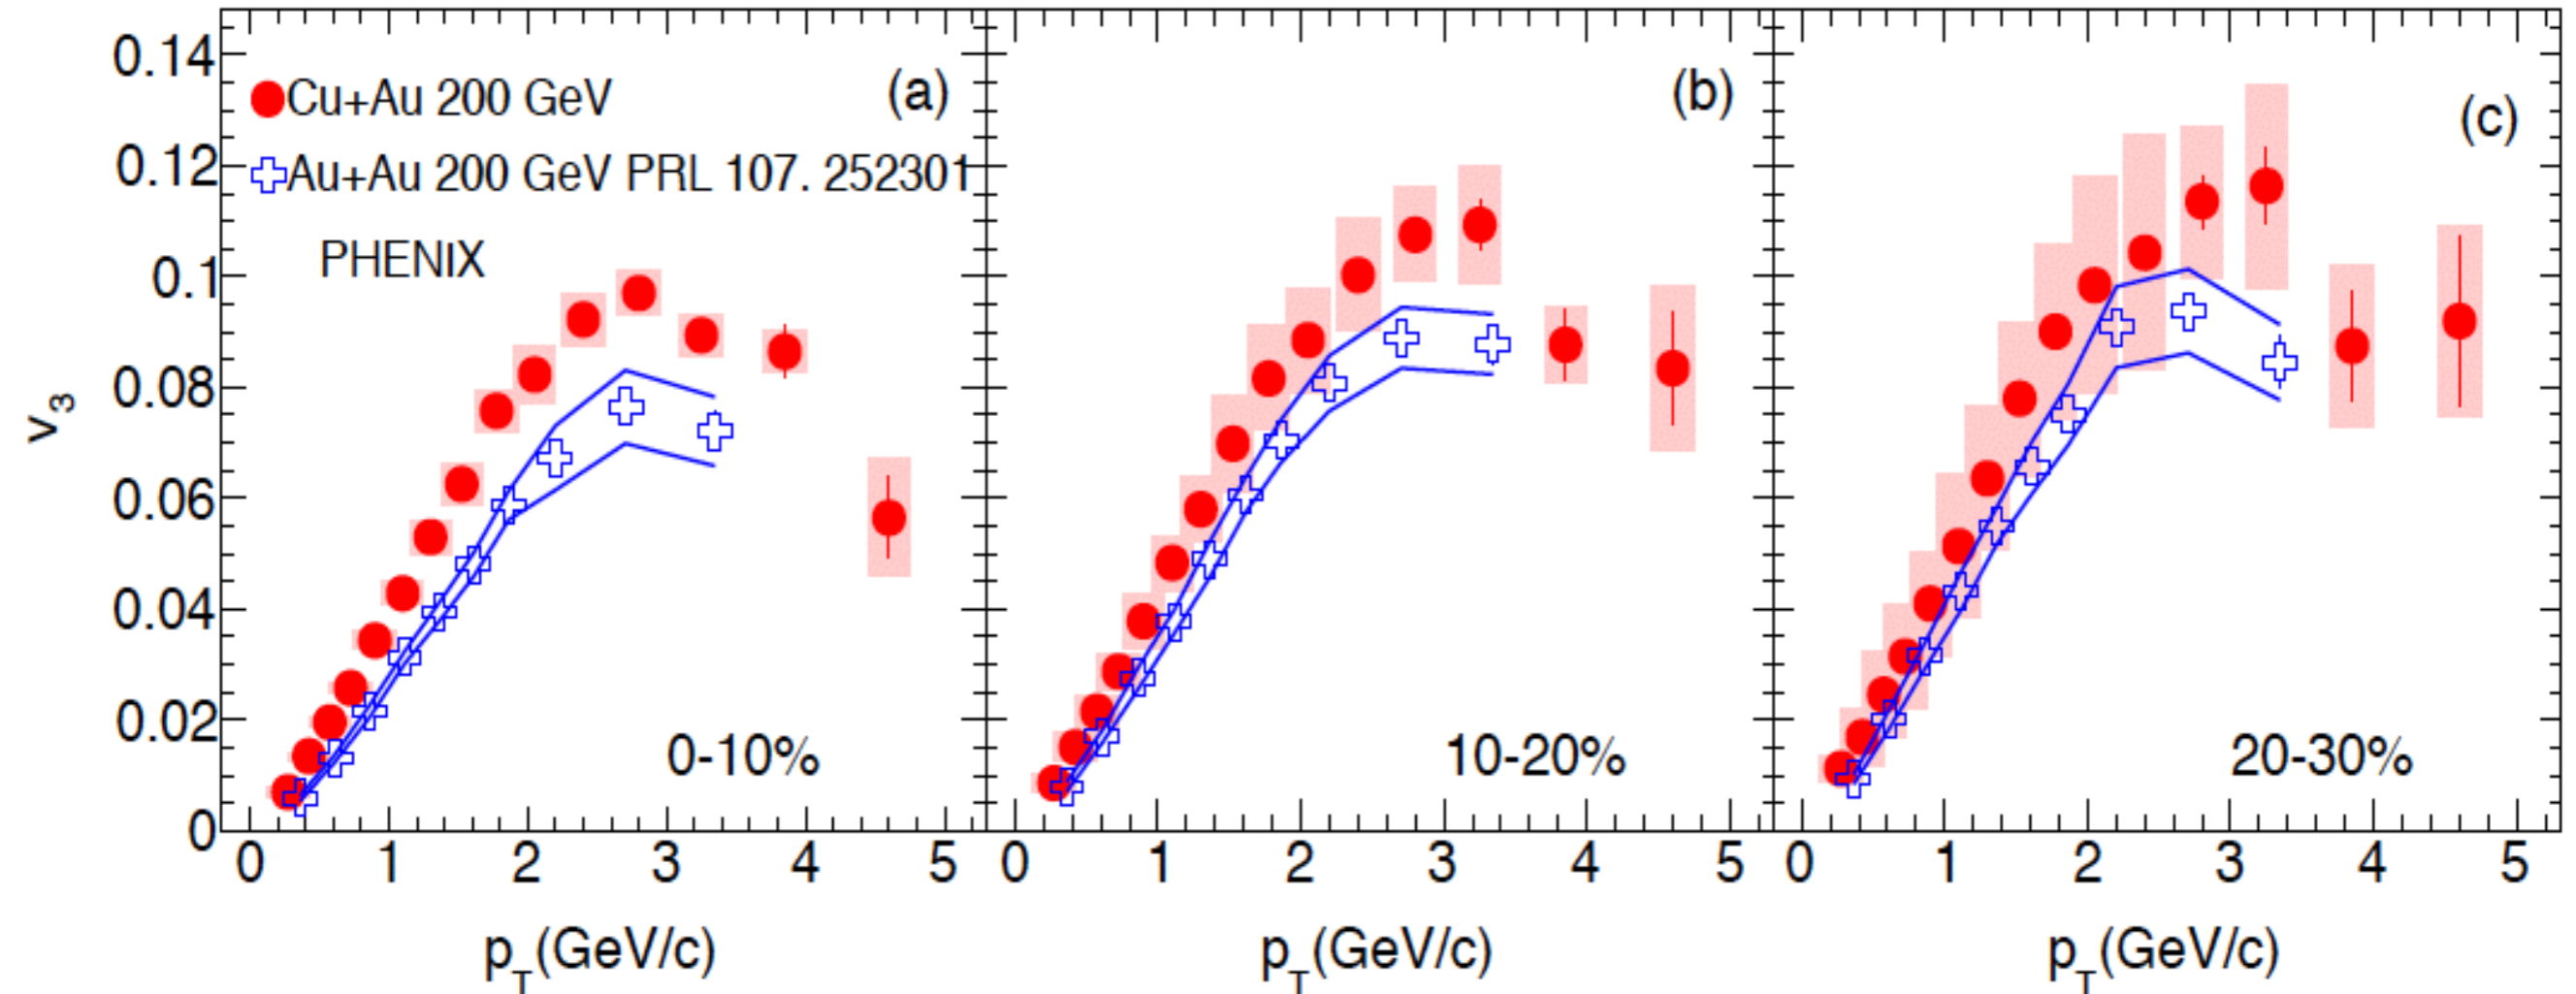 0.14
0.12
0.1
0.08
0.06
0.04
0.02
0
v3
Cu+Au 200 GeV
Au+Au 200 GeV PRL 107. 252301
PHENIX
(a)
0-10%
0 1 2 3 4 5
pT(GeV/c)
(b)
10-20%
0 1 2 3 4 5
pT(GeV/c)
(c)
20-30%
0 1 2 3 4 5
pT(GeV/c)